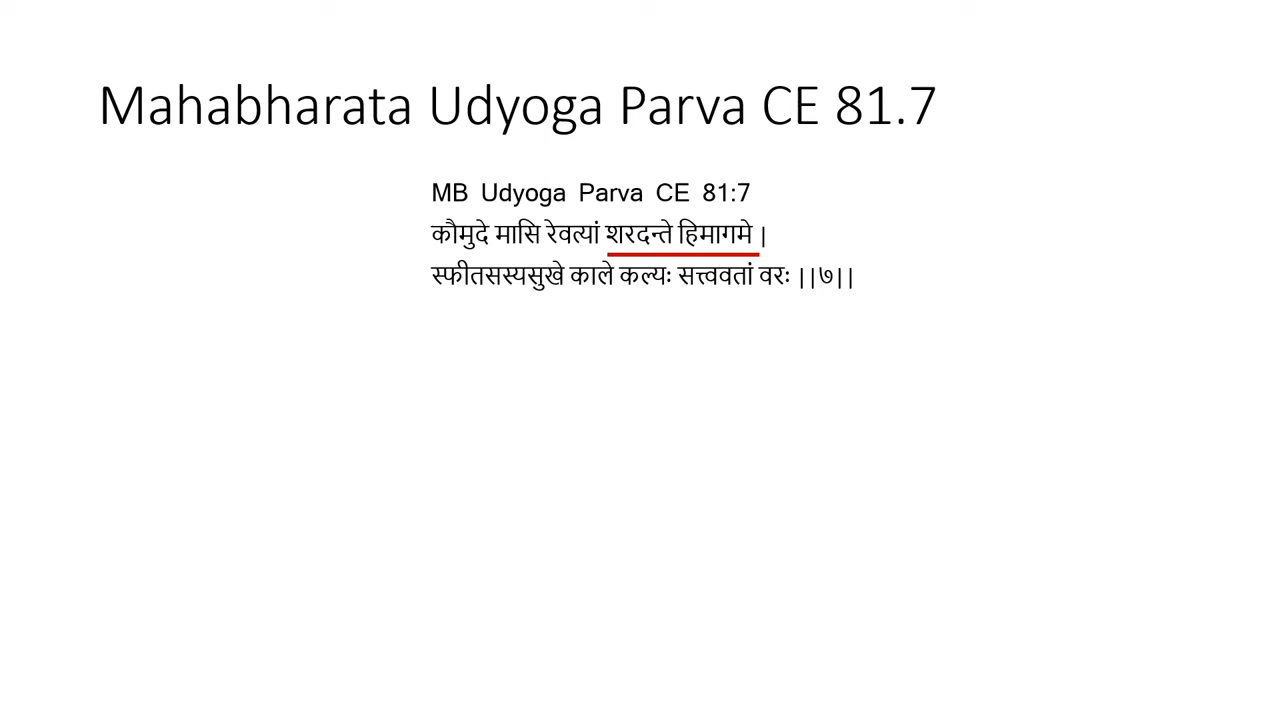 Mahabharata Udyoga Parva CE 81.7
MB Udyoga Parva CE 81:7
कौमुदे मासि रेवत्यां शरदन्ते हिमागमे |
स्फीतसस्यसुखे काले कल्यः सत्त्ववतां वरः ||७||